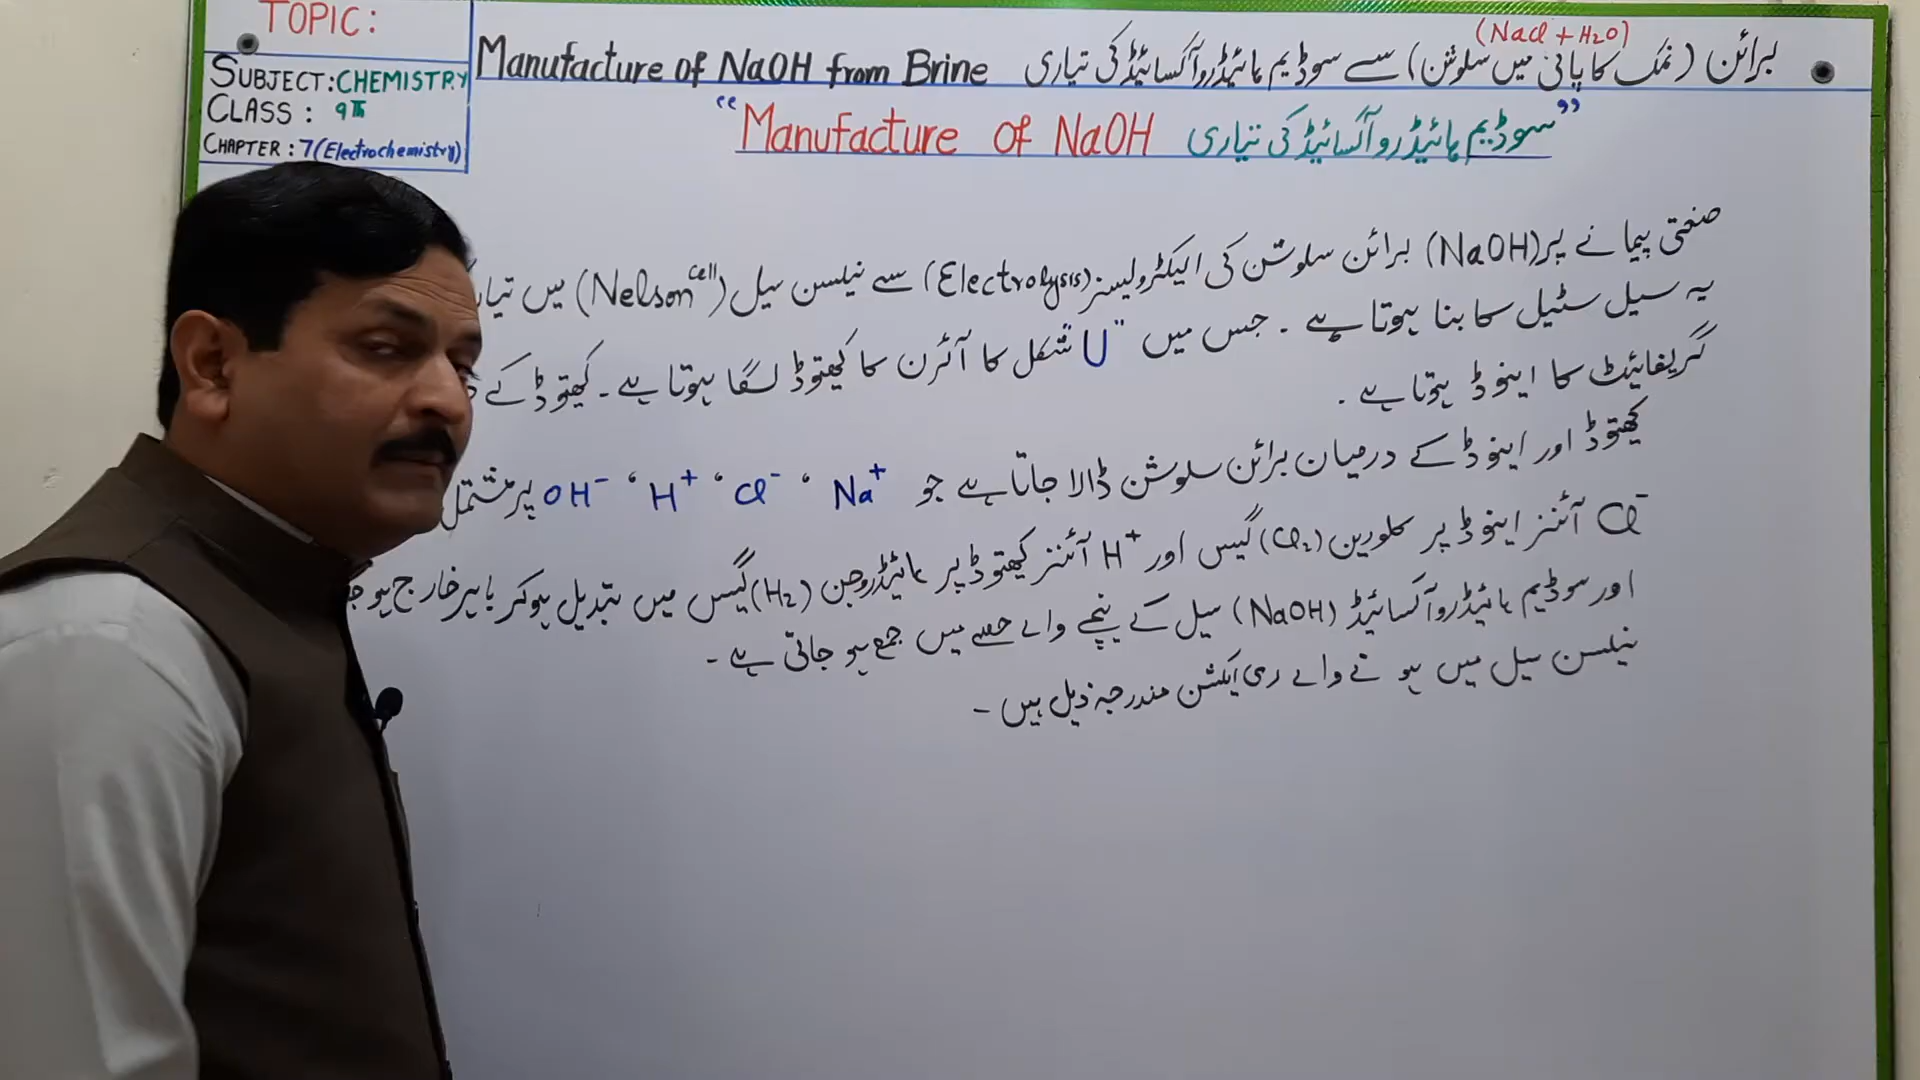 TOPIC:
SUBJECT: CHEMISTRY
CLASS: 9th
CHAPTER: 7 (Electrochemistry)
(NaCl + H2O)
Manufacture of NaOH from Brine برائن (نمک کا پانی میں سلوشن) سے سوڈیم ہائیڈروآکسائیڈ کی تیاری
“Manufacture of NaOH سوڈیم ہائیڈروآکسائیڈ کی تیاری”
صنعتی پیمانے پر (NaOH) برائن سلوشن کی الیکٹرولیسز (Electrolysis) سے نیلسن سیل (Nelson cell) میں
یہ سیل سٹیل کا بنا ہوتا ہے ۔ جس میں "U" شکل کا آئرن کا کیتھوڈ لگا ہوتا ہے ۔ کیتھوڈ کے
گریفائیٹ کا اینوڈ ہوتا ہے ۔
کیتھوڈ اور اینوڈ کے درمیان برائن سلوشن ڈالا جاتا ہے جو Na⁺ ، Cl⁻ ، H⁺ ، OH⁻ پر مشتمل
Cl⁻ آئنز اینوڈ پر کلورین (Cl₂) گیس اور H⁺ آئنز کیتھوڈ پر ہائیڈروجن (H₂) گیس میں تبدیل ہو کر باہر خارج ہو
اور سوڈیم ہائیڈروآکسائیڈ (NaOH) سیل کے نچلے والے حصے میں جمع ہو جاتی ہے ۔
نیلسن سیل میں ہونے والے ری ایکشن مندرجہ ذیل ہیں ۔